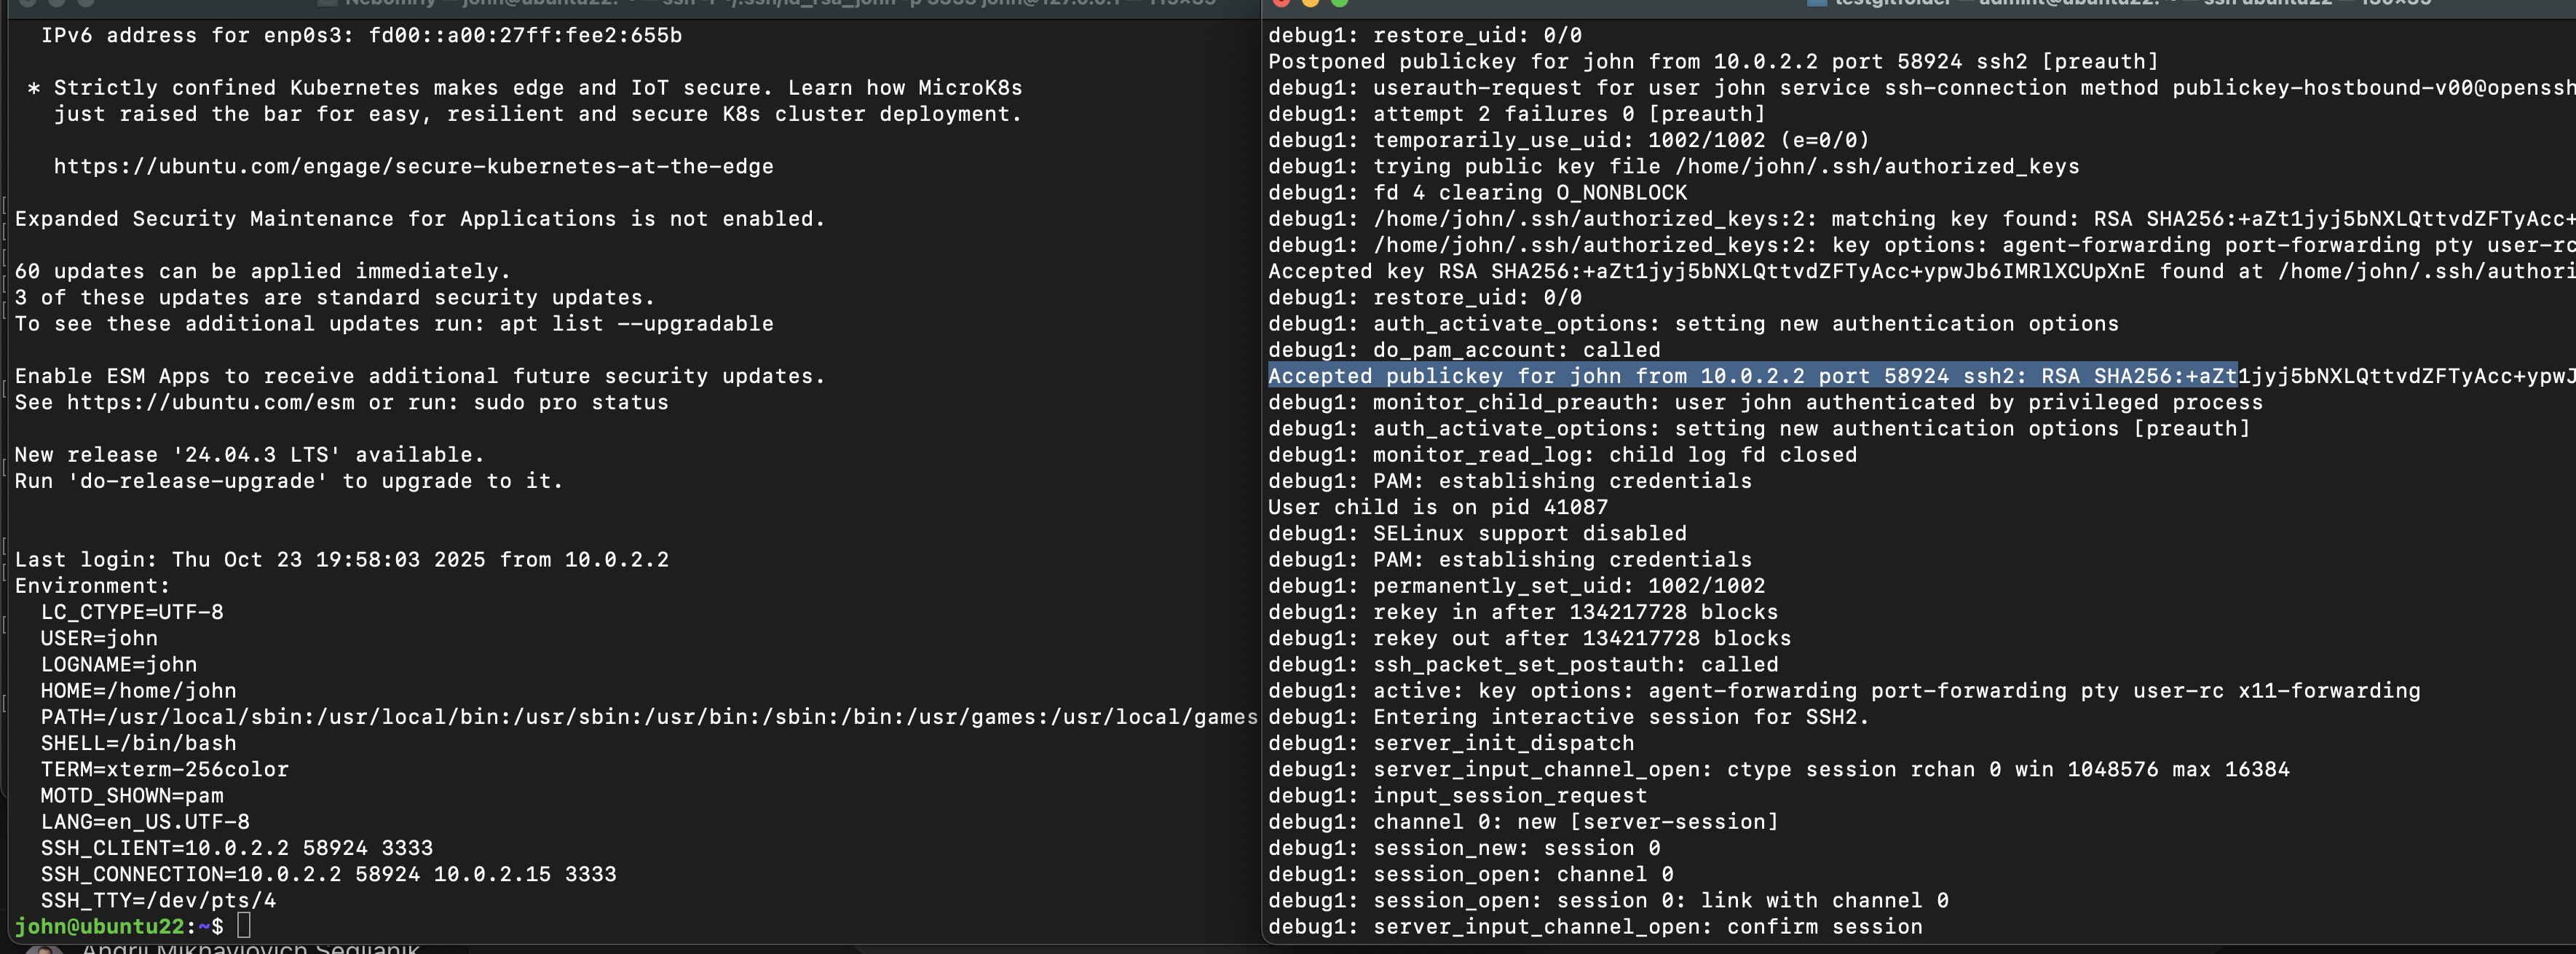 IPv6 address for enp0s3: fd00::a00:27ff:fee2:655b
* Strictly confined Kubernetes makes edge and IoT secure. Learn how MicroK8s
just raised the bar for easy, resilient and secure K8s cluster deployment.
https://ubuntu.com/engage/secure-kubernetes-at-the-edge
Expanded Security Maintenance for Applications is not enabled.
60 updates can be applied immediately.
3 of these updates are standard security updates.
To see these additional updates run: apt list --upgradable
Enable ESM Apps to receive additional future security updates.
See https://ubuntu.com/esm or run: sudo pro status
New release '24.04.3 LTS' available.
Run 'do-release-upgrade' to upgrade to it.
Last login: Thu Oct 23 19:58:03 2025 from 10.0.2.2
Environment:
LC_CTYPE=UTF-8
USER=john
LOGNAME=john
HOME=/home/john
PATH=/usr/local/sbin:/usr/local/bin:/usr/sbin:/usr/bin:/sbin:/bin:/usr/games:/usr/local/games
SHELL=/bin/bash
TERM=xterm-256color
MOTD_SHOWN=pam
LANG=en_US.UTF-8
SSH_CLIENT=10.0.2.2 58924 3333
SSH_CONNECTION=10.0.2.2 58924 10.0.2.15 3333
SSH_TTY=/dev/pts/4
john@ubuntu22:~$
debug1: restore_uid: 0/0
Postponed publickey for john from 10.0.2.2 port 58924 ssh2 [preauth]
debug1: userauth-request for user john service ssh-connection method publickey-hostbound-v00@openssh
debug1: attempt 2 failures 0 [preauth]
debug1: temporarily_use_uid: 1002/1002 (e=0/0)
debug1: trying public key file /home/john/.ssh/authorized_keys
debug1: fd 4 clearing O_NONBLOCK
debug1: /home/john/.ssh/authorized_keys:2: matching key found: RSA SHA256:+aZt1jyj5bNXLQttvdZFTyAcc+
debug1: /home/john/.ssh/authorized_keys:2: key options: agent-forwarding port-forwarding pty user-rc
Accepted key RSA SHA256:+aZt1jyj5bNXLQttvdZFTyAcc+ypwJb6IMRlXCUpXnE found at /home/john/.ssh/authori
debug1: restore_uid: 0/0
debug1: auth_activate_options: setting new authentication options
debug1: do_pam_account: called
Accepted publickey for john from 10.0.2.2 port 58924 ssh2: RSA SHA256:+aZt1jyj5bNXLQttvdZFTyAcc+ypwJ
debug1: monitor_child_preauth: user john authenticated by privileged process
debug1: auth_activate_options: setting new authentication options [preauth]
debug1: monitor_read_log: child log fd closed
debug1: PAM: establishing credentials
User child is on pid 41087
debug1: SELinux support disabled
debug1: PAM: establishing credentials
debug1: permanently_set_uid: 1002/1002
debug1: rekey in after 134217728 blocks
debug1: rekey out after 134217728 blocks
debug1: ssh_packet_set_postauth: called
debug1: active: key options: agent-forwarding port-forwarding pty user-rc x11-forwarding
debug1: Entering interactive session for SSH2.
debug1: server_init_dispatch
debug1: server_input_channel_open: ctype session rchan 0 win 1048576 max 16384
debug1: input_session_request
debug1: channel 0: new [server-session]
debug1: session_new: session 0
debug1: session_open: channel 0
debug1: session_open: session 0: link with channel 0
debug1: server_input_channel_open: confirm session